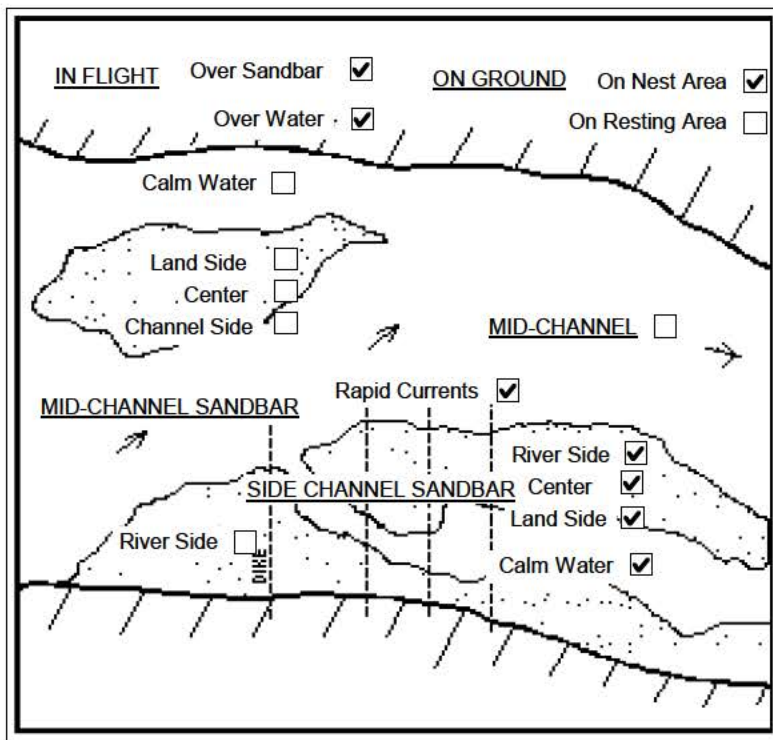 IN FLIGHT Over Sandbar ON GROUND On Nest Area
Over Water On Resting Area
Calm Water
Land Side
Center
Channel Side MID-CHANNEL
Rapid Currents
MID-CHANNEL SANDBAR
River Side
SIDE CHANNEL SANDBAR Center
Land Side
River Side
DIKE
Calm Water